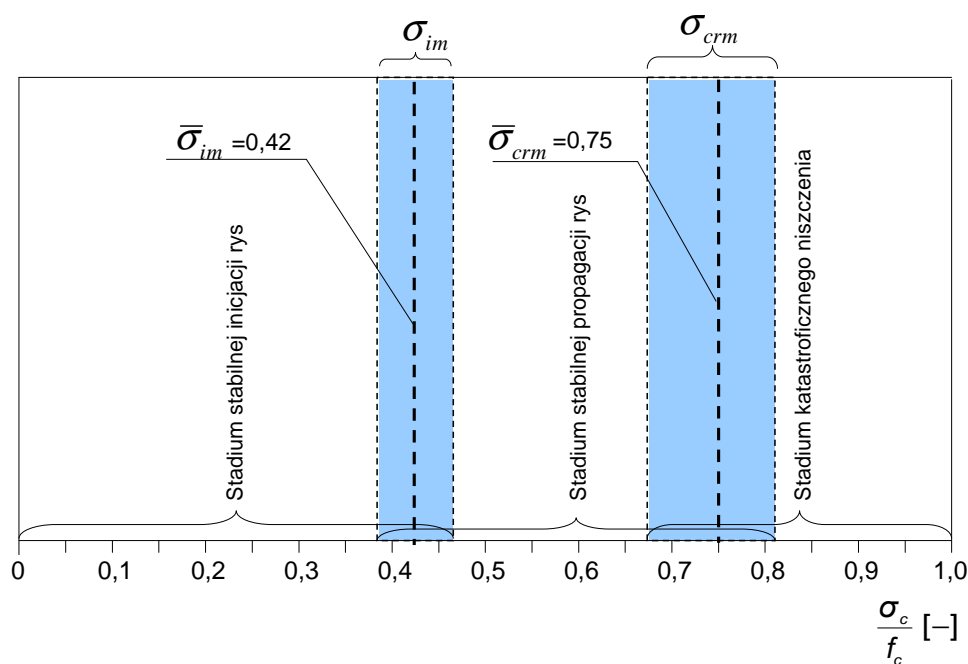 σim
σcrm
σ̅im =0,42
σ̅crm =0,75
Stadium stabilnej inicjacji rys
Stadium stabilnej propagacji rys
Stadium katastroficznego niszczenia
0 0,1 0,2 0,3 0,4 0,5 0,6 0,7 0,8 0,9 1,0
σc
fc [–]